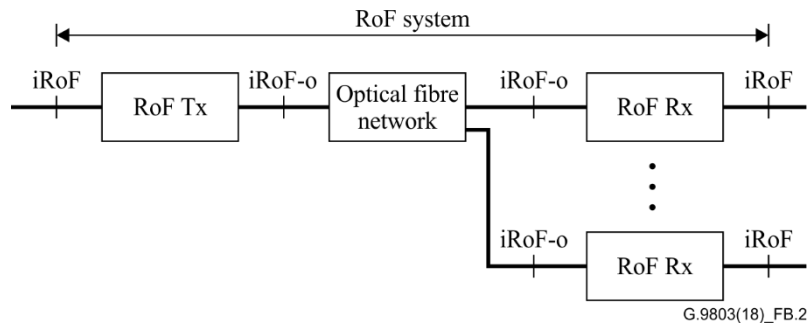 RoF system
iRoF
RoF Tx
iRoF-o
Optical fibre
network
iRoF-o
RoF Rx
iRoF
iRoF-o
RoF Rx
iRoF
G.9803(18)_FB.2